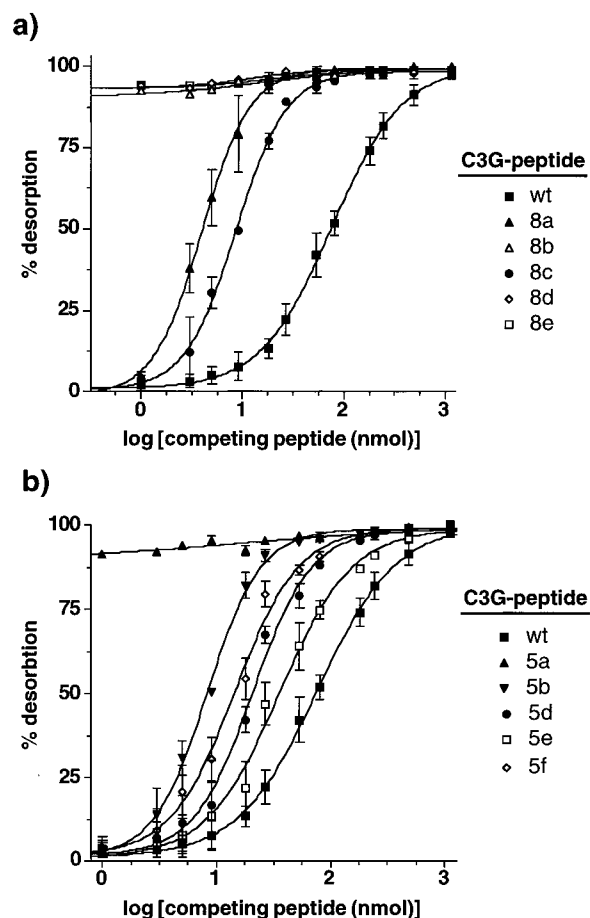 a)
100
75
50
25
0
% desorption
0
1
2
3
log [competing peptide (nmol)]
C3G-peptide
wt
8a
8b
8c
8d
8e
b)
100
75
50
25
0
% desorbtion
0
1
2
3
log [competing peptide (nmol)]
C3G-peptide
wt
5a
5b
5d
5e
5f